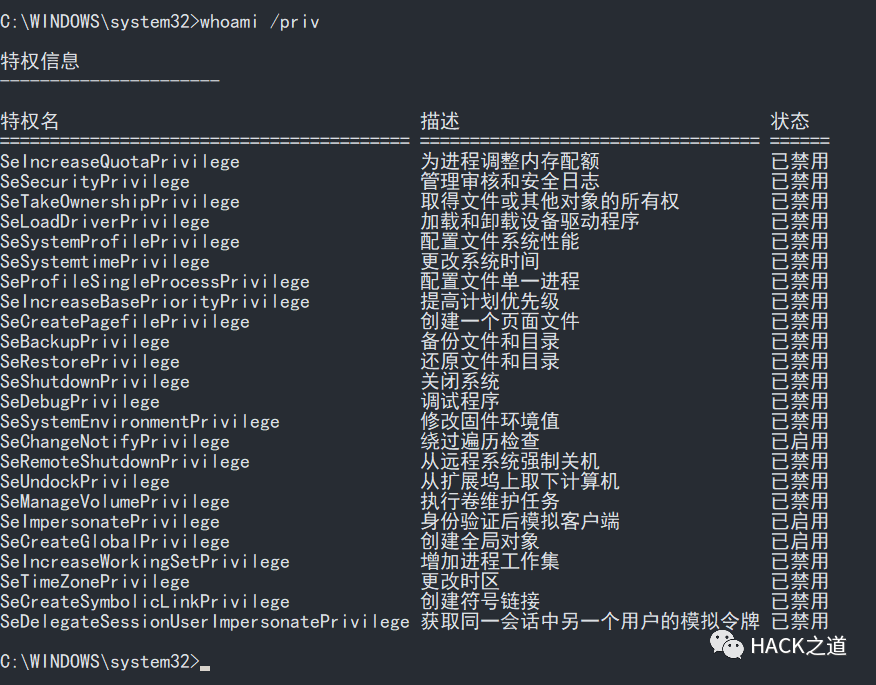 C:\WINDOWS\system32>whoami /priv
特权信息
----------------------
特权名 描述 状态
========================================= ================================== ======
SeIncreaseQuotaPrivilege 为进程调整内存配额 已禁用
SeSecurityPrivilege 管理审核和安全日志 已禁用
SeTakeOwnershipPrivilege 取得文件或其他对象的所有权 已禁用
SeLoadDriverPrivilege 加载和卸载设备驱动程序 已禁用
SeSystemProfilePrivilege 配置文件系统性能 已禁用
SeSystemtimePrivilege 更改系统时间 已禁用
SeProfileSingleProcessPrivilege 配置文件单一进程 已禁用
SeIncreaseBasePriorityPrivilege 提高计划优先级 已禁用
SeCreatePagefilePrivilege 创建一个页面文件 已禁用
SeBackupPrivilege 备份文件和目录 已禁用
SeRestorePrivilege 还原文件和目录 已禁用
SeShutdownPrivilege 关闭系统 已禁用
SeDebugPrivilege 调试程序 已禁用
SeSystemEnvironmentPrivilege 修改固件环境值 已禁用
SeChangeNotifyPrivilege 绕过遍历检查 已启用
SeRemoteShutdownPrivilege 从远程系统强制关机 已禁用
SeUndockPrivilege 从扩展坞上取下计算机 已禁用
SeManageVolumePrivilege 执行卷维护任务 已禁用
SeImpersonatePrivilege 身份验证后模拟客户端 已启用
SeCreateGlobalPrivilege 创建全局对象 已启用
SeIncreaseWorkingSetPrivilege 增加进程工作集 已禁用
SeTimeZonePrivilege 更改时区 已禁用
SeCreateSymbolicLinkPrivilege 创建符号链接 已禁用
SeDelegateSessionUserImpersonatePrivilege 获取同一会话中另一个用户的模拟令牌 已禁用
HACK之道
C:\WINDOWS\system32>